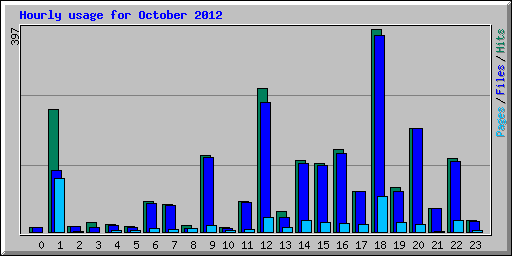 Hourly usage for October 2012
397
Pages / Files / Hits
0 1 2 3 4 5 6 7 8 9 10 11 12 13 14 15 16 17 18 19 20 21 22 23